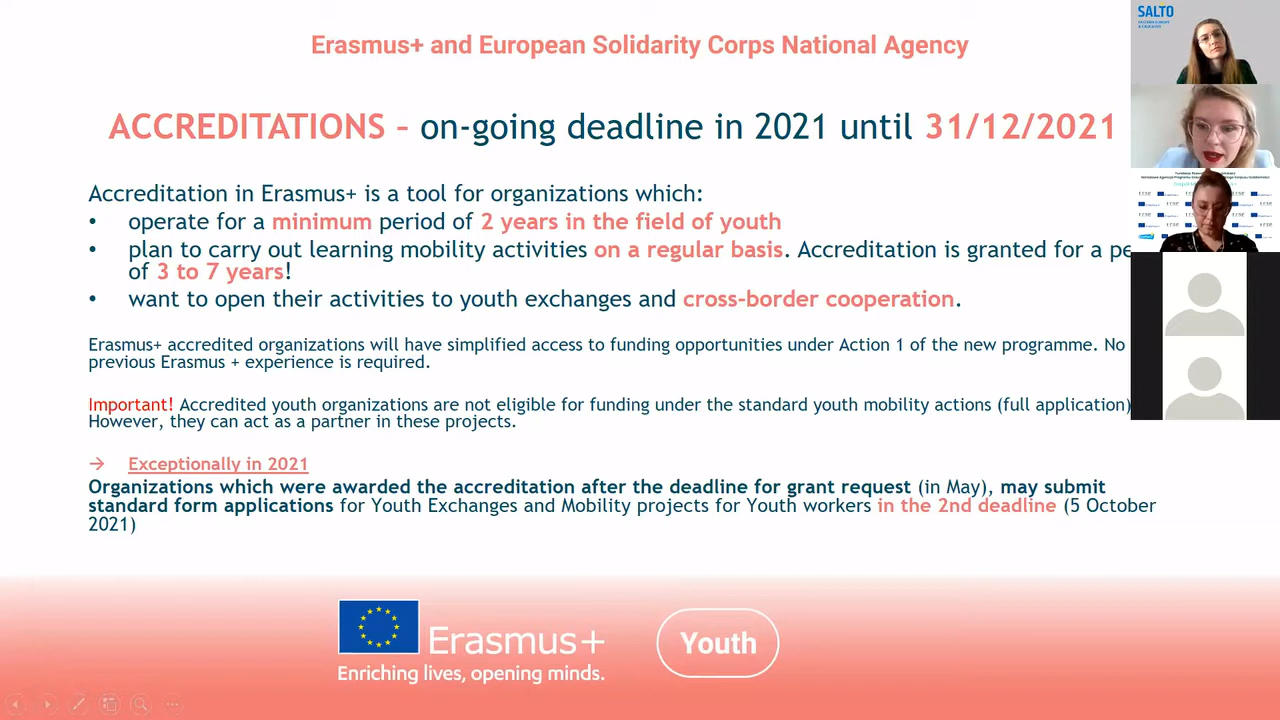 Erasmus+ and European Solidarity Corps National Agency
SALTO
ACCREDITATIONS – on-going deadline in 2021 until 31/12/2021
Accreditation in Erasmus+ is a tool for organizations which:
• operate for a minimum period of 2 years in the field of youth
• plan to carry out learning mobility activities on a regular basis. Accreditation is granted for a
of 3 to 7 years!
• want to open their activities to youth exchanges and cross-border cooperation.
Erasmus+ accredited organizations will have simplified access to funding opportunities under Action 1 of the new programme. No
previous Erasmus + experience is required.
Important! Accredited youth organizations are not eligible for funding under the standard youth mobility actions (full application)
However, they can act as a partner in these projects.
→ Exceptionally in 2021
Organizations which were awarded the accreditation after the deadline for grant request (in May), may submit
standard form applications for Youth Exchanges and Mobility projects for Youth workers in the 2nd deadline (5 October
2021)
Erasmus+
Enriching lives, opening minds.
Youth